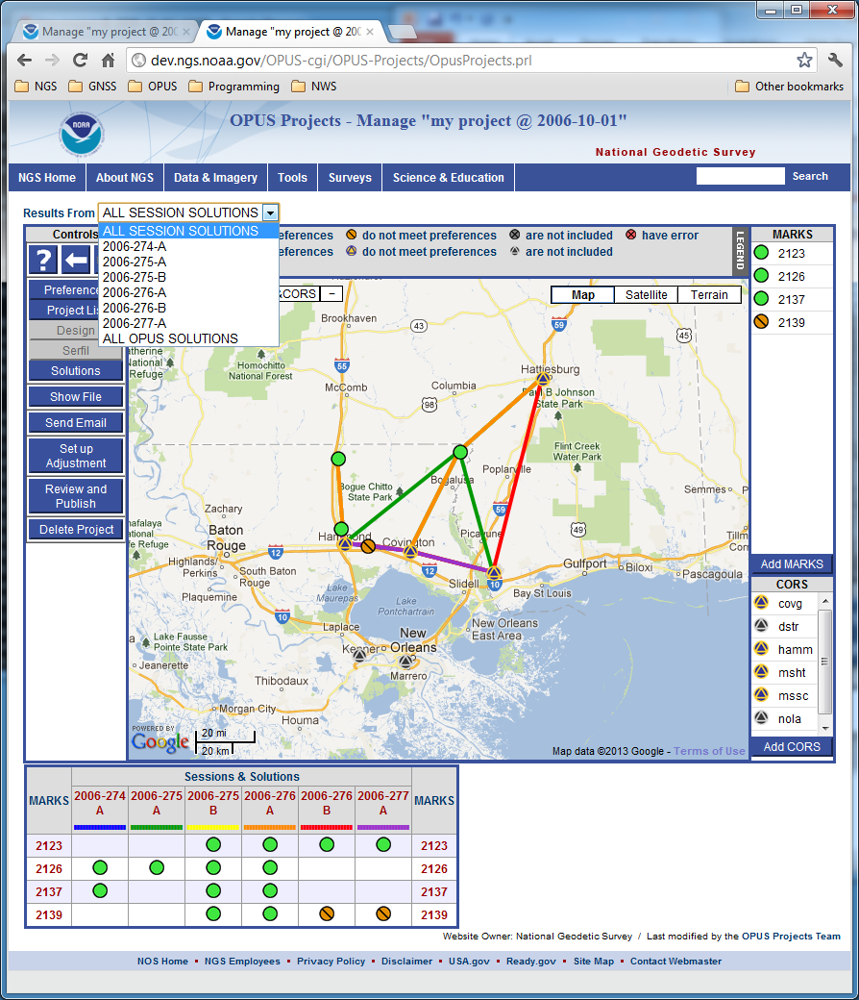 Manage "my project @ 200
Manage "my project @ 200
dev.ngs.noaa.gov/OPUS-cgi/OPUS-Projects/OpusProjects.prl
NGS GNSS OPUS Programming NWS Other bookmarks
NOAA
OPUS Projects - Manage "my project @ 2006-10-01"
National Geodetic Survey
NGS Home About NGS Data & Imagery Tools Surveys Science & Education Search
Results From ALL SESSION SOLUTIONS
ALL SESSION SOLUTIONS
2006-274-A
2006-275-A
2006-275-B
2006-276-A
2006-276-B
2006-277-A
ALL OPUS SOLUTIONS
Controls
eferences do not meet preferences are not included have error
eferences do not meet preferences are not included
LEGEND
?
Preference
Project Lis
Design
Serfil
Solutions
Show File
Send Email
Set up
Adjustment
Review and
Publish
Delete Project
&CORS −
Map Satellite Terrain
Brookhaven
43
59
45
atherine
National
Refuge
Homochitto
National Forest
55
McComb
Columbia
98
Hattiesburg
Paul B Johnson
State Park
Flint Creek
Water Park
Semmes
Poplarville
Bogalusa
Bogue Chitto
State Park
59
49
Zachary
Baton
Rouge
12
Hammond
Covington
Picayune
12
Slidell
10
Gulfport
Biloxi
Pascagoula
Bay St Louis
Highlands/
Perkins
South Baton
Rouge
Plaquemine
Lake
Maurepas
Lake
Pontchartrain
10
Laplace
New
Orleans
New Orleans
East Area
Kenner
Marrero
Lake Fausse
Pointe State Park
Jeanerette
Thibodaux
Morgan City
Houma
POWERED BY
Google
20 mi
20 km
Map data ©2013 Google - Terms of Use
MARKS
2123
2126
2137
2139
Add MARKS
CORS
covg
dstr
hamm
msht
mssc
nola
Add CORS
Sessions & Solutions
MARKS 2006-274 A 2006-275 A 2006-275 B 2006-276 A 2006-276 B 2006-277 A MARKS
2123 2123
2126 2126
2137 2137
2139 2139
Website Owner: National Geodetic Survey / Last modified by the OPUS Projects Team
NOS Home ▪ NGS Employees ▪ Privacy Policy ▪ Disclaimer ▪ USA.gov ▪ Ready.gov ▪ Site Map ▪ Contact Webmaster